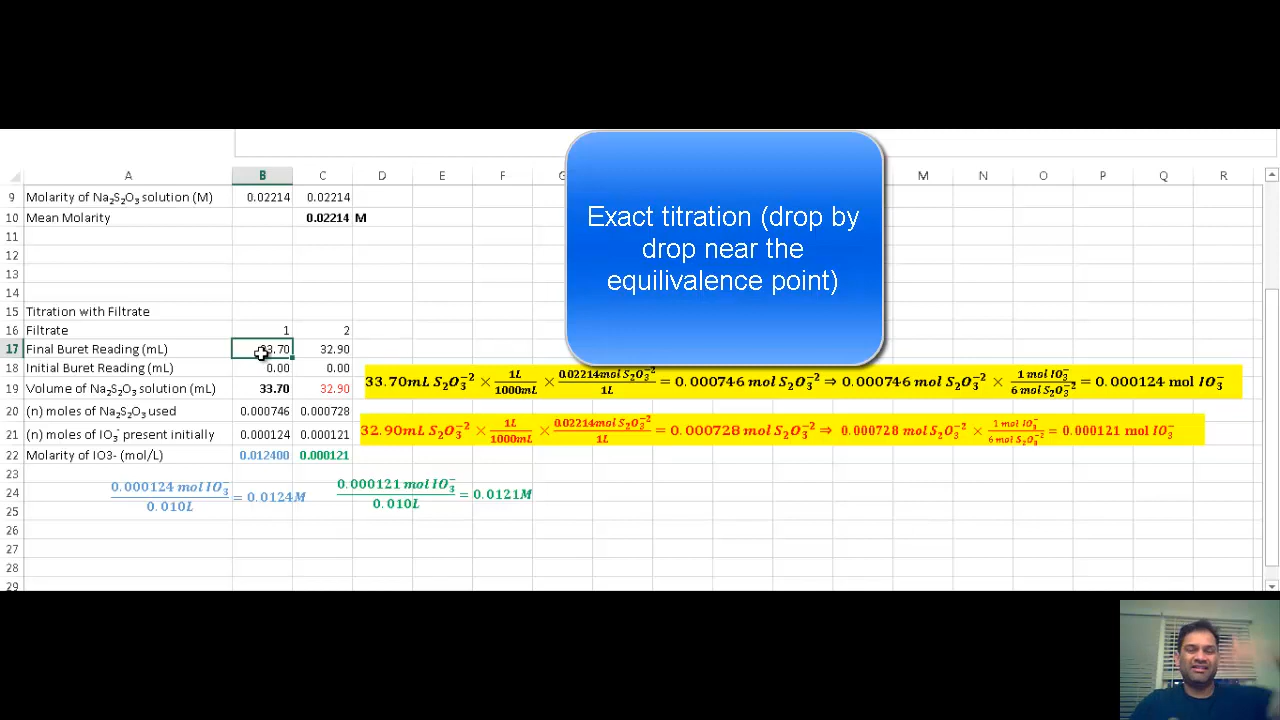 A B C D E F G M N O P Q R
9 Molarity of Na₂S₂O₃ solution (M) 0.02214 0.02214
10 Mean Molarity 0.02214 M
11
12
13
14
15 Titration with Filtrate
16 Filtrate 1 2
17 Final Buret Reading (mL) 33.70 32.90
18 Initial Buret Reading (mL) 0.00 0.00
19 Volume of Na₂S₂O₃ solution (mL) 33.70 32.90
20 (n) moles of Na₂S₂O₃ used 0.000746 0.000728
21 (n) moles of IO₃⁻ present initially 0.000124 0.000121
22 Molarity of IO3- (mol/L) 0.012400 0.000121
23
24
25
26
27
28
29
Exact titration (drop by
drop near the
equilivalence point)
33.70mL S₂O₃⁻² × 1L/1000mL × 0.02214mol S₂O₃⁻²/1L = 0.000746 mol S₂O₃⁻² ⇒ 0.000746 mol S₂O₃⁻² × 1 mol IO₃⁻/6 mol S₂O₃⁻² = 0.000124 mol IO₃⁻
32.90mL S₂O₃⁻² × 1L/1000mL × 0.02214mol S₂O₃⁻²/1L = 0.000728 mol S₂O₃⁻² ⇒ 0.000728 mol S₂O₃⁻² × 1 mol IO₃⁻/6 mol S₂O₃⁻² = 0.000121 mol IO₃⁻
0.000124 mol IO₃⁻/0.010L = 0.0124M
0.000121 mol IO₃⁻/0.010L = 0.0121M